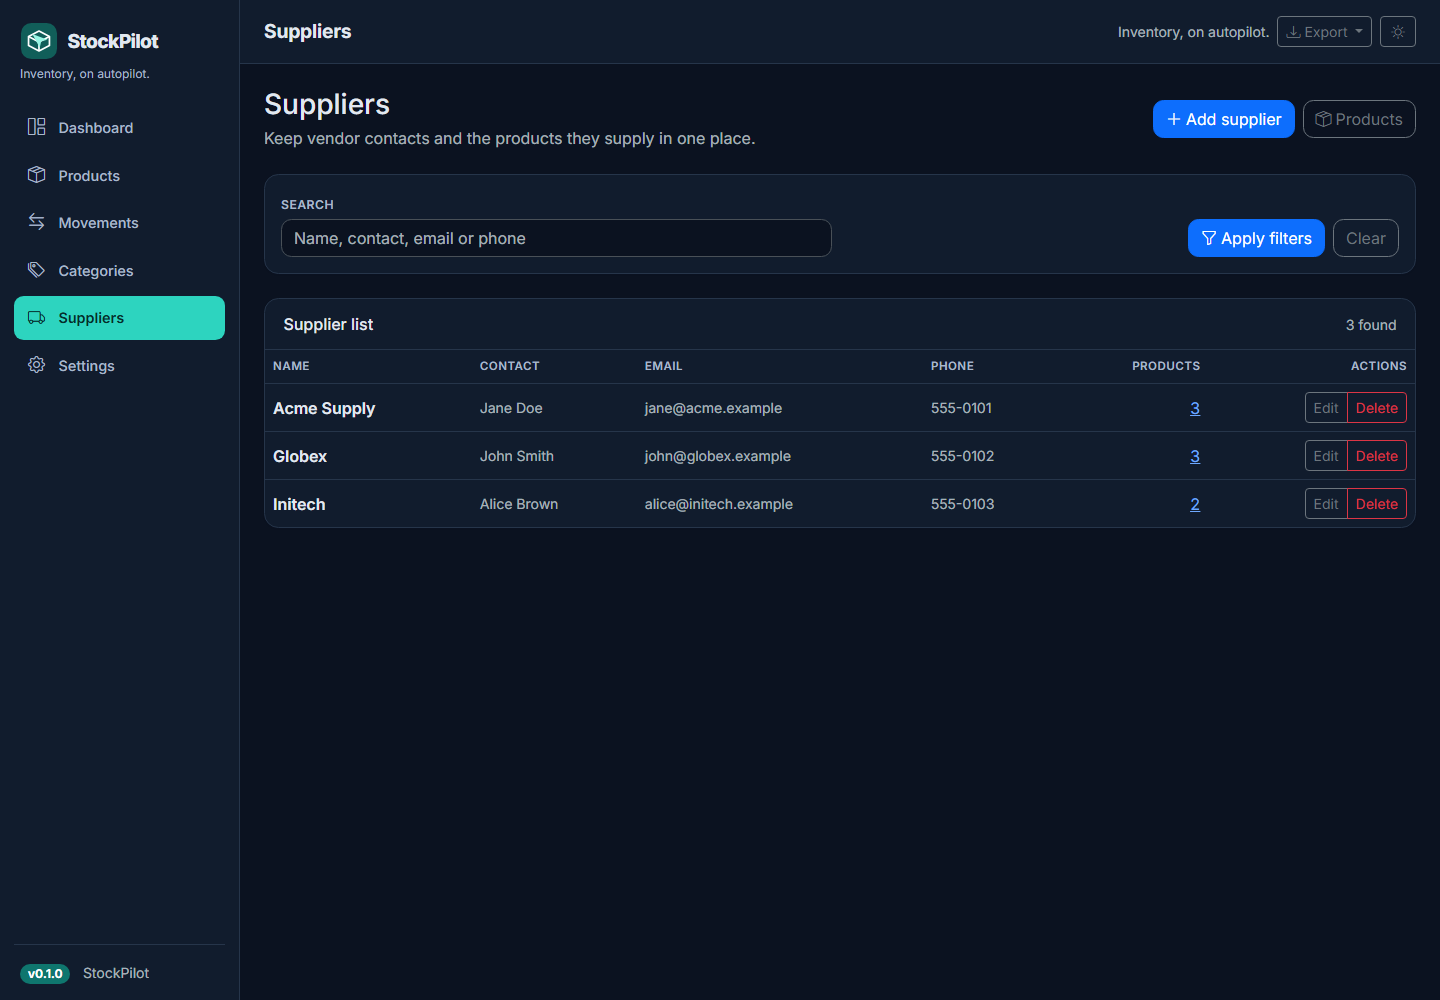 StockPilot
Inventory, on autopilot.
Dashboard
Products
Movements
Categories
Suppliers
Settings
v0.1.0 StockPilot
Suppliers
Inventory, on autopilot. Export
Suppliers
Keep vendor contacts and the products they supply in one place.
Add supplier Products
SEARCH
Name, contact, email or phone
Apply filters Clear
Supplier list 3 found
NAME CONTACT EMAIL PHONE PRODUCTS ACTIONS
Acme Supply Jane Doe jane@acme.example 555-0101 3 Edit Delete
Globex John Smith john@globex.example 555-0102 3 Edit Delete
Initech Alice Brown alice@initech.example 555-0103 2 Edit Delete